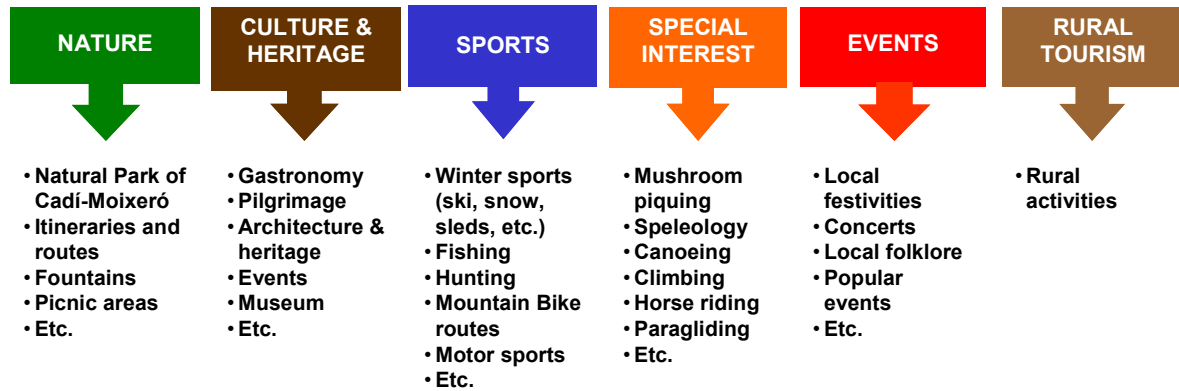 NATURE
CULTURE &
HERITAGE
SPORTS
SPECIAL
INTEREST
EVENTS
RURAL
TOURISM
• Natural Park of
Cadí-Moixeró
• Itineraries and
routes
• Fountains
• Picnic areas
• Etc.
• Gastronomy
• Pilgrimage
• Architecture &
heritage
• Events
• Museum
• Etc.
• Winter sports
(ski, snow,
sleds, etc.)
• Fishing
• Hunting
• Mountain Bike
routes
• Motor sports
• Etc.
• Mushroom
piquing
• Speleology
• Canoeing
• Climbing
• Horse riding
• Paragliding
• Etc.
• Local
festivities
• Concerts
• Local folklore
• Popular
events
• Etc.
• Rural
activities